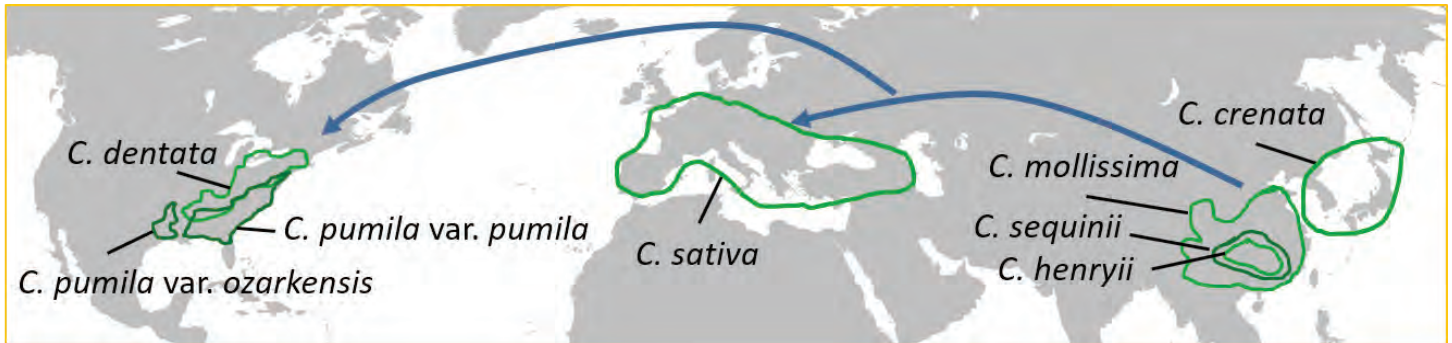 C. dentata
C. pumila var. pumila
C. pumila var. ozarkensis
C. sativa
C. crenata
C. mollissima
C. sequinii
C. henryii